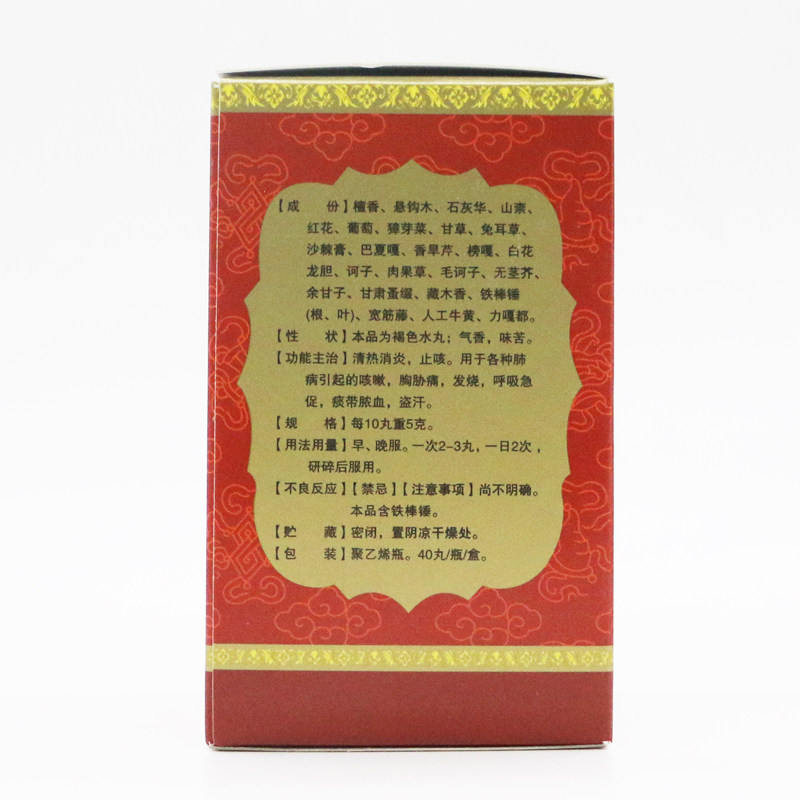 【成 份】檀香、悬钩木、石灰华、山柰、
红花、葡萄、獐芽菜、甘草、兔耳草、
沙棘膏、巴夏嘎、香旱芹、榜嘎、白花
龙胆、诃子、肉果草、毛诃子、无茎芥、
余甘子、甘肃蚤缀、藏木香、铁棒锤
(根、叶)、宽筋藤、人工牛黄、力嘎都。
【性 状】本品为褐色水丸；气香，味苦。
【功能主治】清热消炎，止咳。用于各种肺
病引起的咳嗽，胸胁痛，发烧，呼吸急
促，痰带脓血，盗汗。
【规 格】每10丸重5克。
【用法用量】早、晚服。一次2-3丸，一日2次，
研碎后服用。
【不良反应】【禁忌】【注意事项】尚不明确。
本品含铁棒锤。
【贮 藏】密闭，置阴凉干燥处。
【包 装】聚乙烯瓶。40丸/瓶/盒。